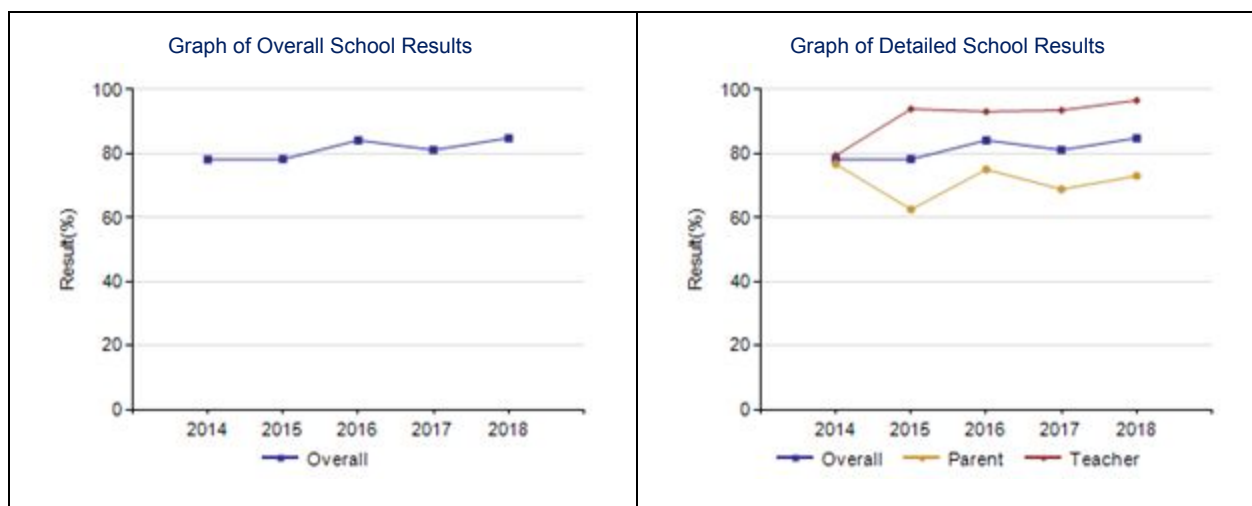 Graph of Overall School Results
100
80
60
40
20
0
Result(%)
2014 2015 2016 2017 2018
Overall
Graph of Detailed School Results
100
80
60
40
20
0
Result(%)
2014 2015 2016 2017 2018
Overall Parent Teacher